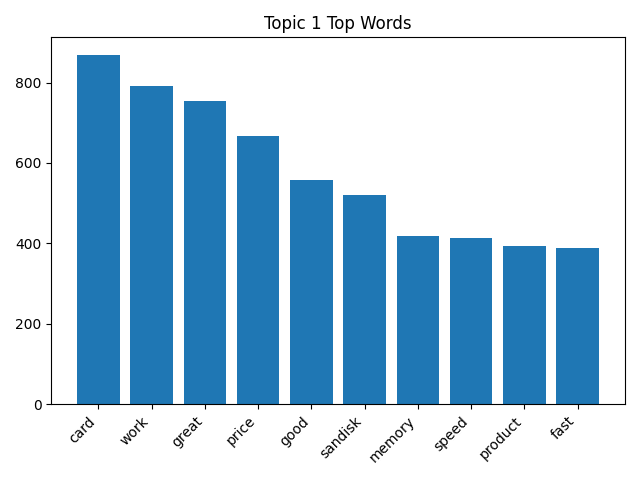 Topic 1 Top Words
800
600
400
200
0
card
work
great
price
good
sandisk
memory
speed
product
fast